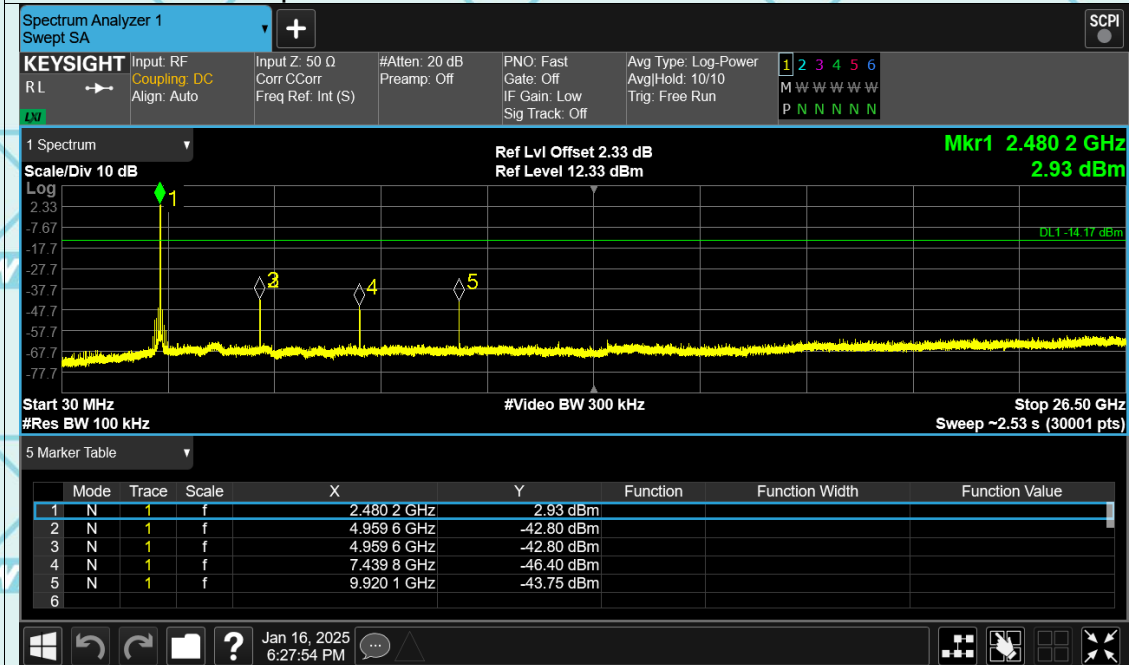 Spectrum Analyzer 1
Swept SA
+
SCPI
KEYSIGHT
RL
LXI
Input: RF
Coupling: DC
Align: Auto
Input Z: 50 Ω
Corr CCorr
Freq Ref: Int (S)
#Atten: 20 dB
Preamp: Off
PNO: Fast
Gate: Off
IF Gain: Low
Sig Track: Off
Avg Type: Log-Power
Avg|Hold: 10/10
Trig: Free Run
1 2 3 4 5 6
M W W W W W
P N N N N N
1 Spectrum
Scale/Div 10 dB
Ref Lvl Offset 2.33 dB
Ref Level 12.33 dBm
Mkr1 2.480 2 GHz
2.93 dBm
Log
2.33
-7.67
-17.7
-27.7
-37.7
-47.7
-57.7
-67.7
-77.7
1
3
4
5
DL1 -14.17 dBm
Start 30 MHz
#Video BW 300 kHz
Stop 26.50 GHz
#Res BW 100 kHz
Sweep ~2.53 s (30001 pts)
5 Marker Table
Mode Trace Scale X Y Function Function Width Function Value
1 N 1 f 2.480 2 GHz 2.93 dBm
2 N 1 f 4.959 6 GHz -42.80 dBm
3 N 1 f 4.959 6 GHz -42.80 dBm
4 N 1 f 7.439 8 GHz -46.40 dBm
5 N 1 f 9.920 1 GHz -43.75 dBm
6
?
Jan 16, 2025
6:27:54 PM